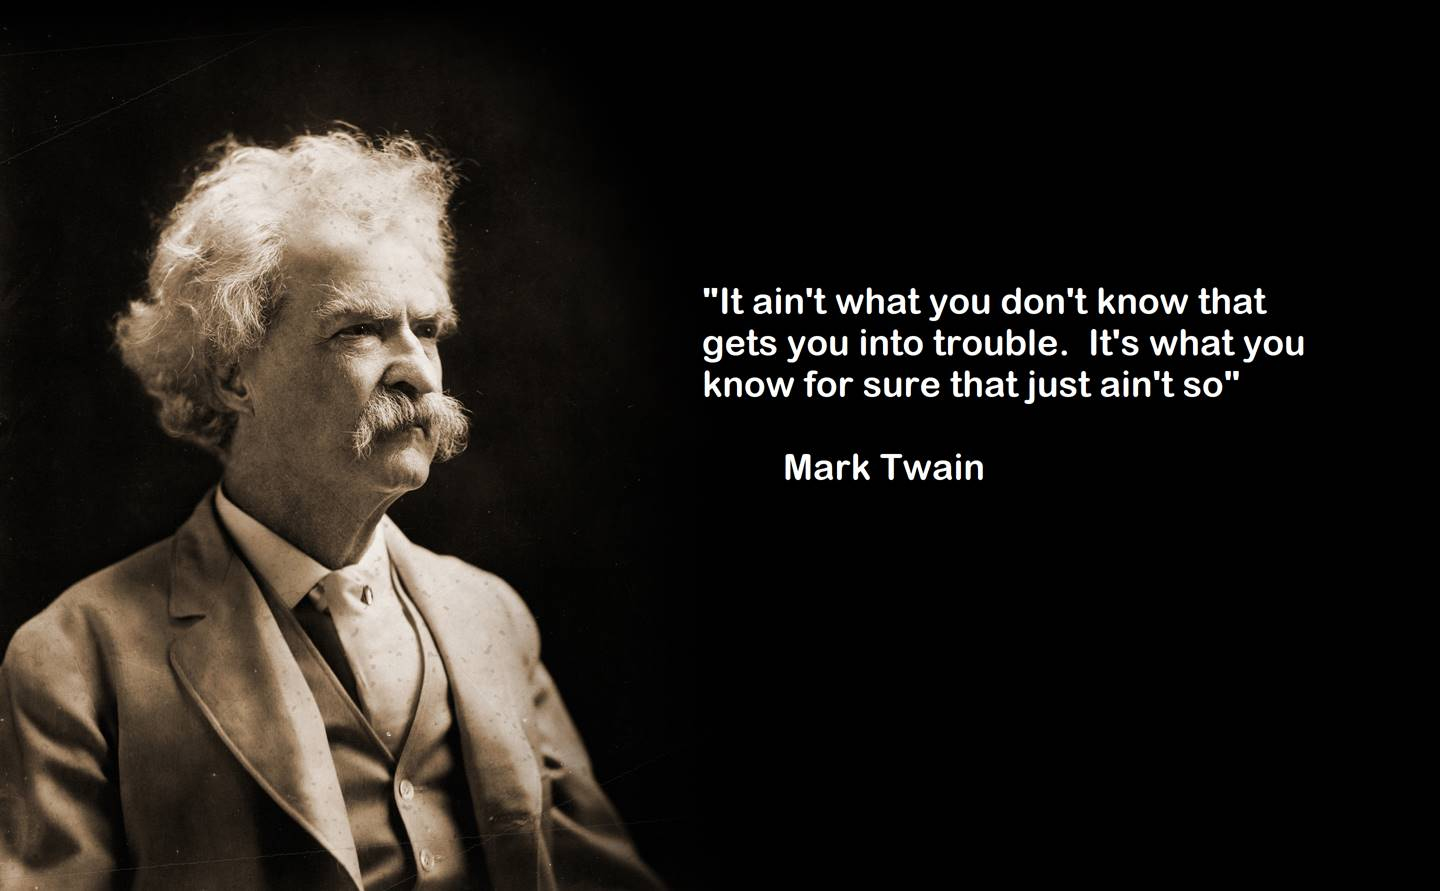 "It ain't what you don't know that
gets you into trouble.  It's what you
know for sure that just ain't so"
Mark Twain